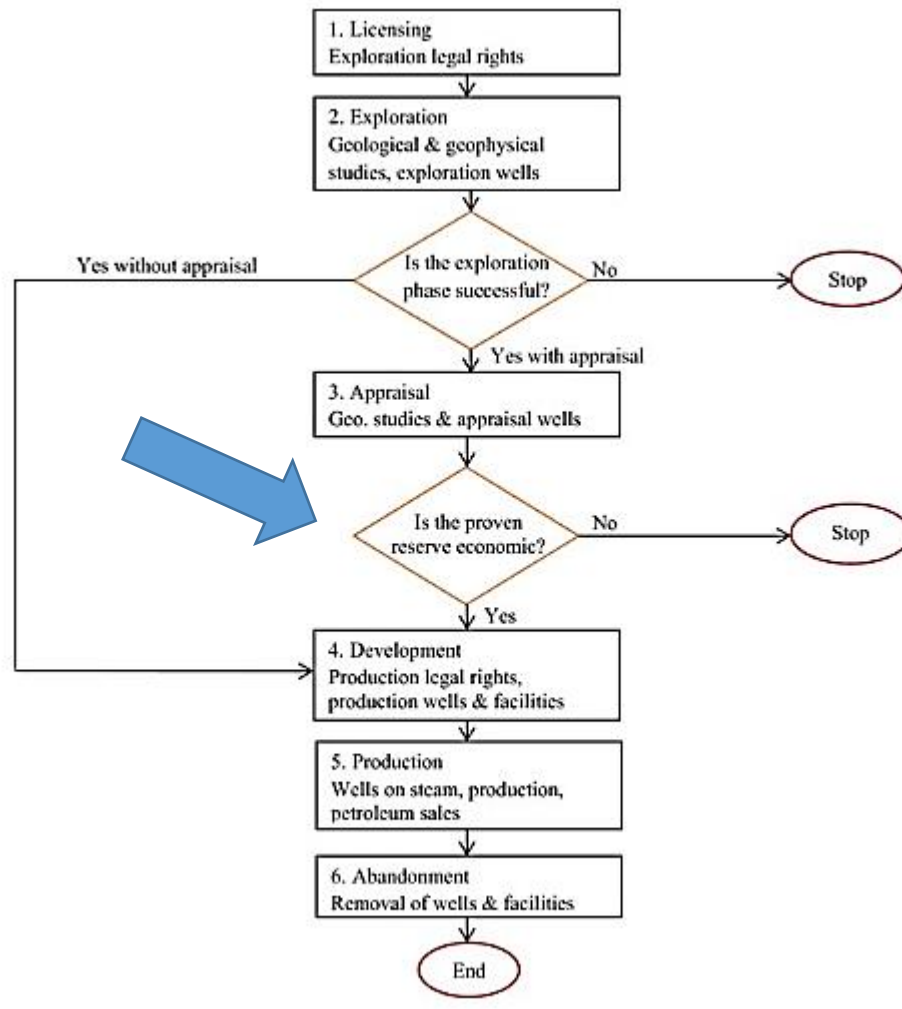 1. Licensing
Exploration legal rights
2. Exploration
Geological & geophysical
studies, exploration wells
Yes without appraisal
Is the exploration
phase successful?
No
Stop
Yes with appraisal
3. Appraisal
Geo. studies & appraisal wells
Is the proven
reserve economic?
No
Stop
Yes
4. Development
Production legal rights,
production wells & facilities
5. Production
Wells on steam, production,
petroleum sales
6. Abandonment
Removal of wells & facilities
End